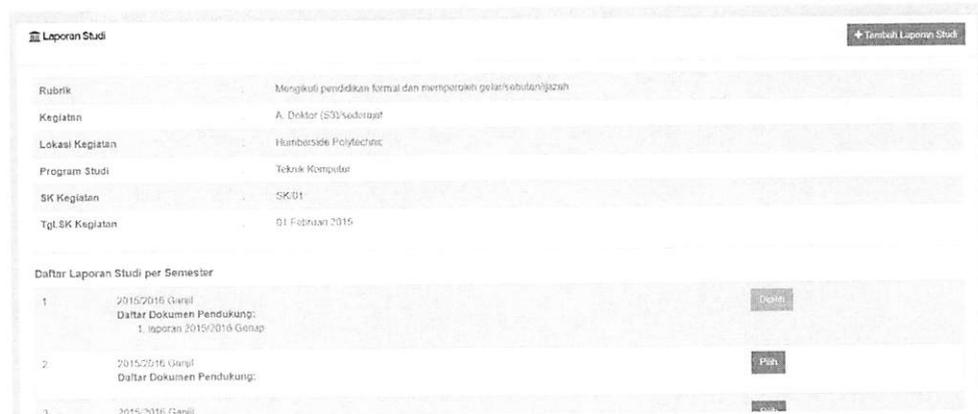 Laporan Studi
+ Tambah Laporan Studi
Rubrik : Mengikuti pendidikan formal dan memperoleh gelar/sebutan/ijazah
Kegiatan : A. Doktor (S3)/sederajat
Lokasi Kegiatan : Humberside Polytechnic
Program Studi : Teknik Komputer
SK Kegiatan : SK/01
Tgl.SK Kegiatan : 01 Februari 2015
Daftar Laporan Studi per Semester
1 2015/2016 Ganjil Dipilih
Daftar Dokumen Pendukung:
1. laporan 2015/2016 Genap
2 2015/2016 Ganjil Pilih
Daftar Dokumen Pendukung:
3 2015/2016 Ganjil